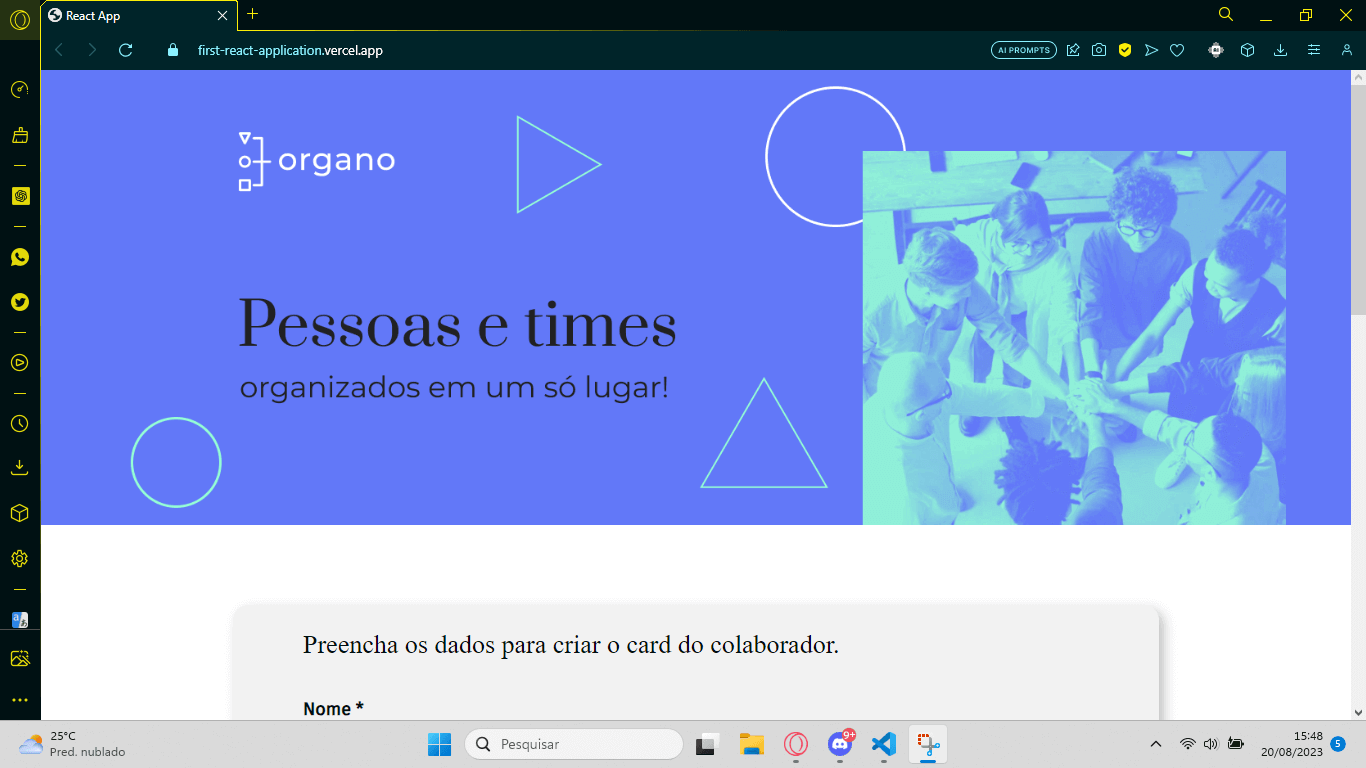 React App
first-react-application.vercel.app
AI PROMPTS
organo
Pessoas e times
organizados em um só lugar!
Preencha os dados para criar o card do colaborador.
Nome *
25°C
Pred. nublado
Pesquisar
9+
15:48
20/08/2023
5